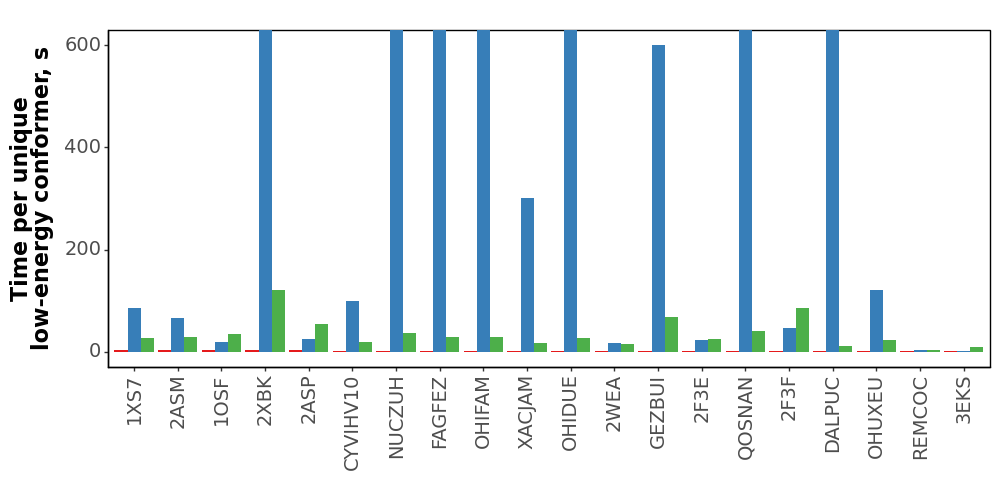 Time per unique
low-energy conformer, s
600
400
200
0
1XS7
2ASM
1OSF
2XBK
2ASP
CYVIHV10
NUCZUH
FAGFEZ
OHIFAM
XACJAM
OHIDUE
2WEA
GEZBUI
2F3E
QOSNAN
2F3F
DALPUC
OHUXEU
REMCOC
3EKS